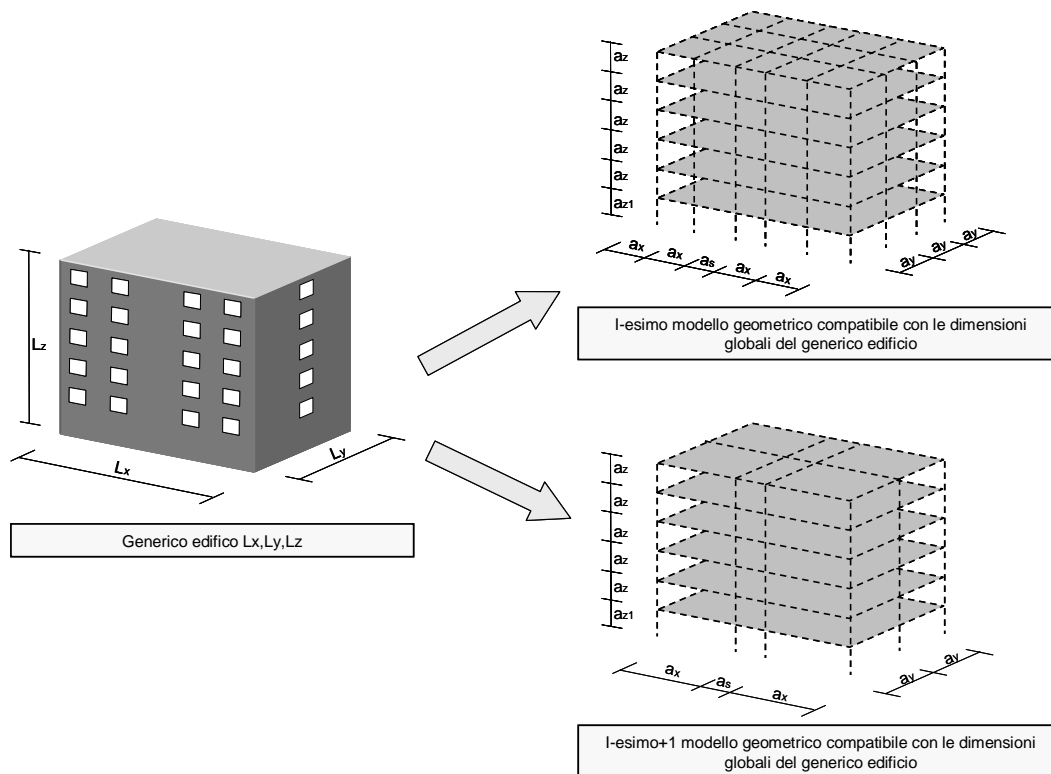 Lz
Lx
Ly
Generico edifico Lx,Ly,Lz
az
az
az
az
az
az1
ax
ax
as
ax
ax
ay
ay
ay
I-esimo modello geometrico compatibile con le dimensioni
globali del generico edificio
az
az
az
az
az
az1
ax
as
ax
ay
ay
I-esimo+1 modello geometrico compatibile con le dimensioni
globali del generico edificio